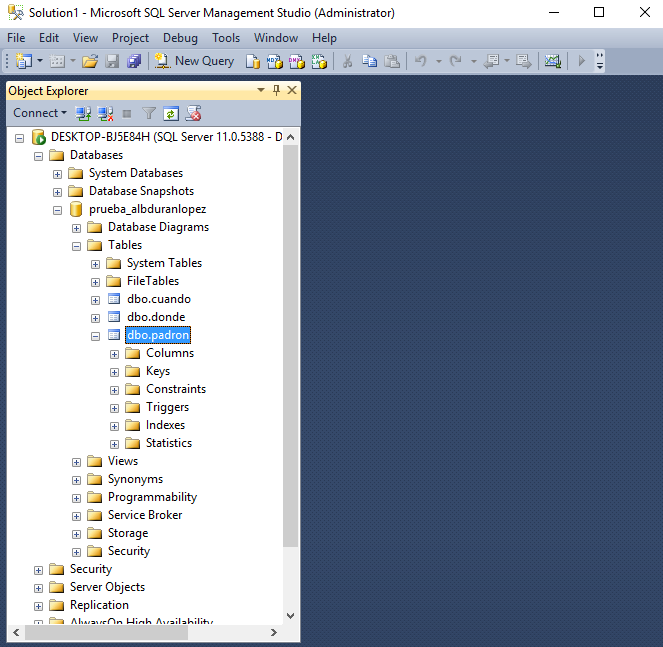 Solution1 - Microsoft SQL Server Management Studio (Administrator)
File Edit View Project Debug Tools Window Help
New Query
Object Explorer
Connect
DESKTOP-BJ5E84H (SQL Server 11.0.5388 - D
Databases
System Databases
Database Snapshots
prueba_albduranlopez
Database Diagrams
Tables
System Tables
FileTables
dbo.cuando
dbo.donde
dbo.padron
Columns
Keys
Constraints
Triggers
Indexes
Statistics
Views
Synonyms
Programmability
Service Broker
Storage
Security
Security
Server Objects
Replication
AlwaysOn High Availability